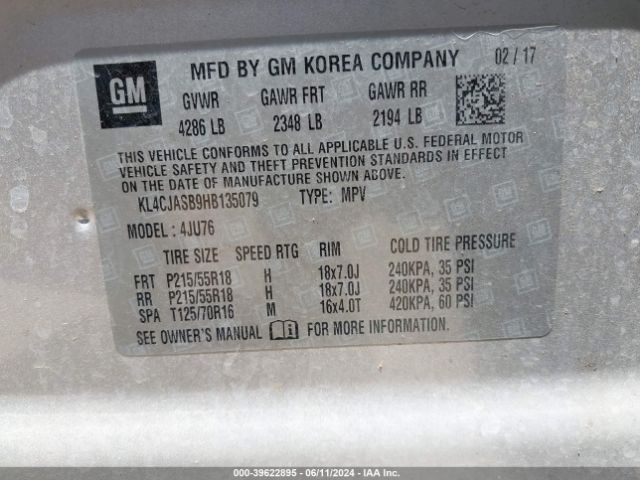 GM
MFD BY GM KOREA COMPANY 02 / 17
GVWR GAWR FRT GAWR RR
4286 LB 2348 LB 2194 LB
THIS VEHICLE CONFORMS TO ALL APPLICABLE U.S. FEDERAL MOTOR
VEHICLE SAFETY AND THEFT PREVENTION STANDARDS IN EFFECT
ON THE DATE OF MANUFACTURE SHOWN ABOVE.
KL4CJASB9HB135079 TYPE: MPV
MODEL: 4JU76
TIRE SIZE SPEED RTG RIM COLD TIRE PRESSURE
FRT P215/55R18 H 18x7.0J 240KPA, 35 PSI
RR P215/55R18 H 18x7.0J 240KPA, 35 PSI
SPA T125/70R16 M 16x4.0T 420KPA, 60 PSI
SEE OWNER'S MANUAL FOR MORE INFORMATION.
000-39622895 - 06/11/2024 - IAA Inc.